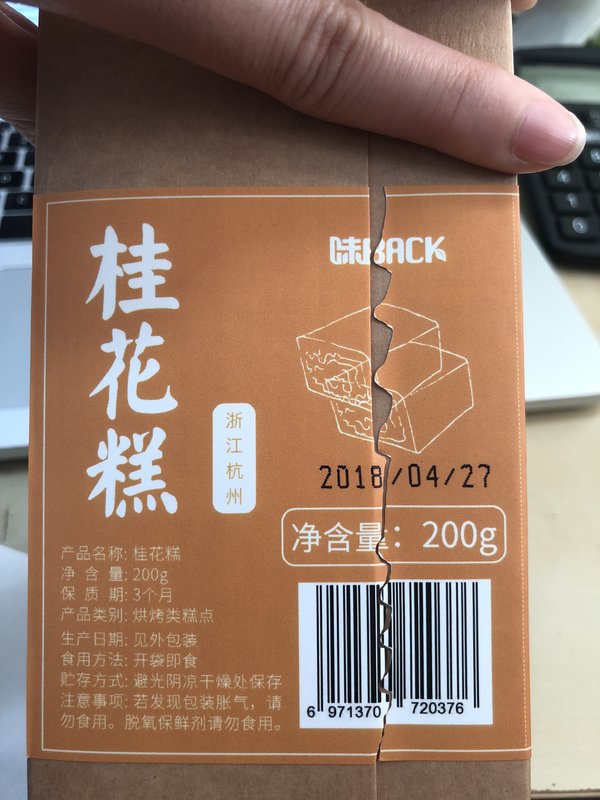 桂花糕
浙江杭州
味BACK
2018/04/27
净含量：200g
产品名称: 桂花糕
净 含 量: 200g
保 质 期: 3个月
产品类别: 烘烤类糕点
生产日期: 见外包装
食用方法: 开袋即食
贮存方式: 避光阴凉干燥处保存
注意事项: 若发现包装胀气，请
勿食用。脱氧保鲜剂请勿食用。
6 971370 720376